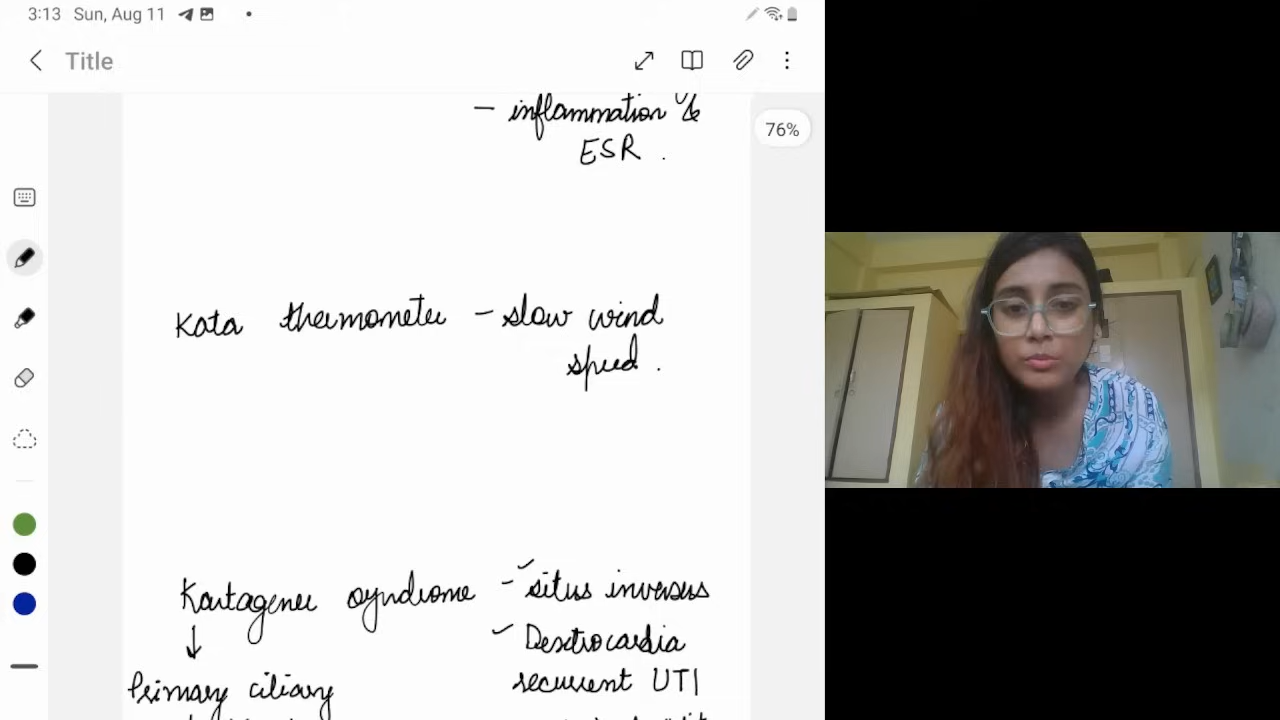 3:13 Sun, Aug 11
Title
76%
– inflammation &
ESR .
Kata thermometer – slow wind
speed .
Kartagener syndrome – situs inversus
↓
Dextrocardia
recurrent UTI
Primary ciliary